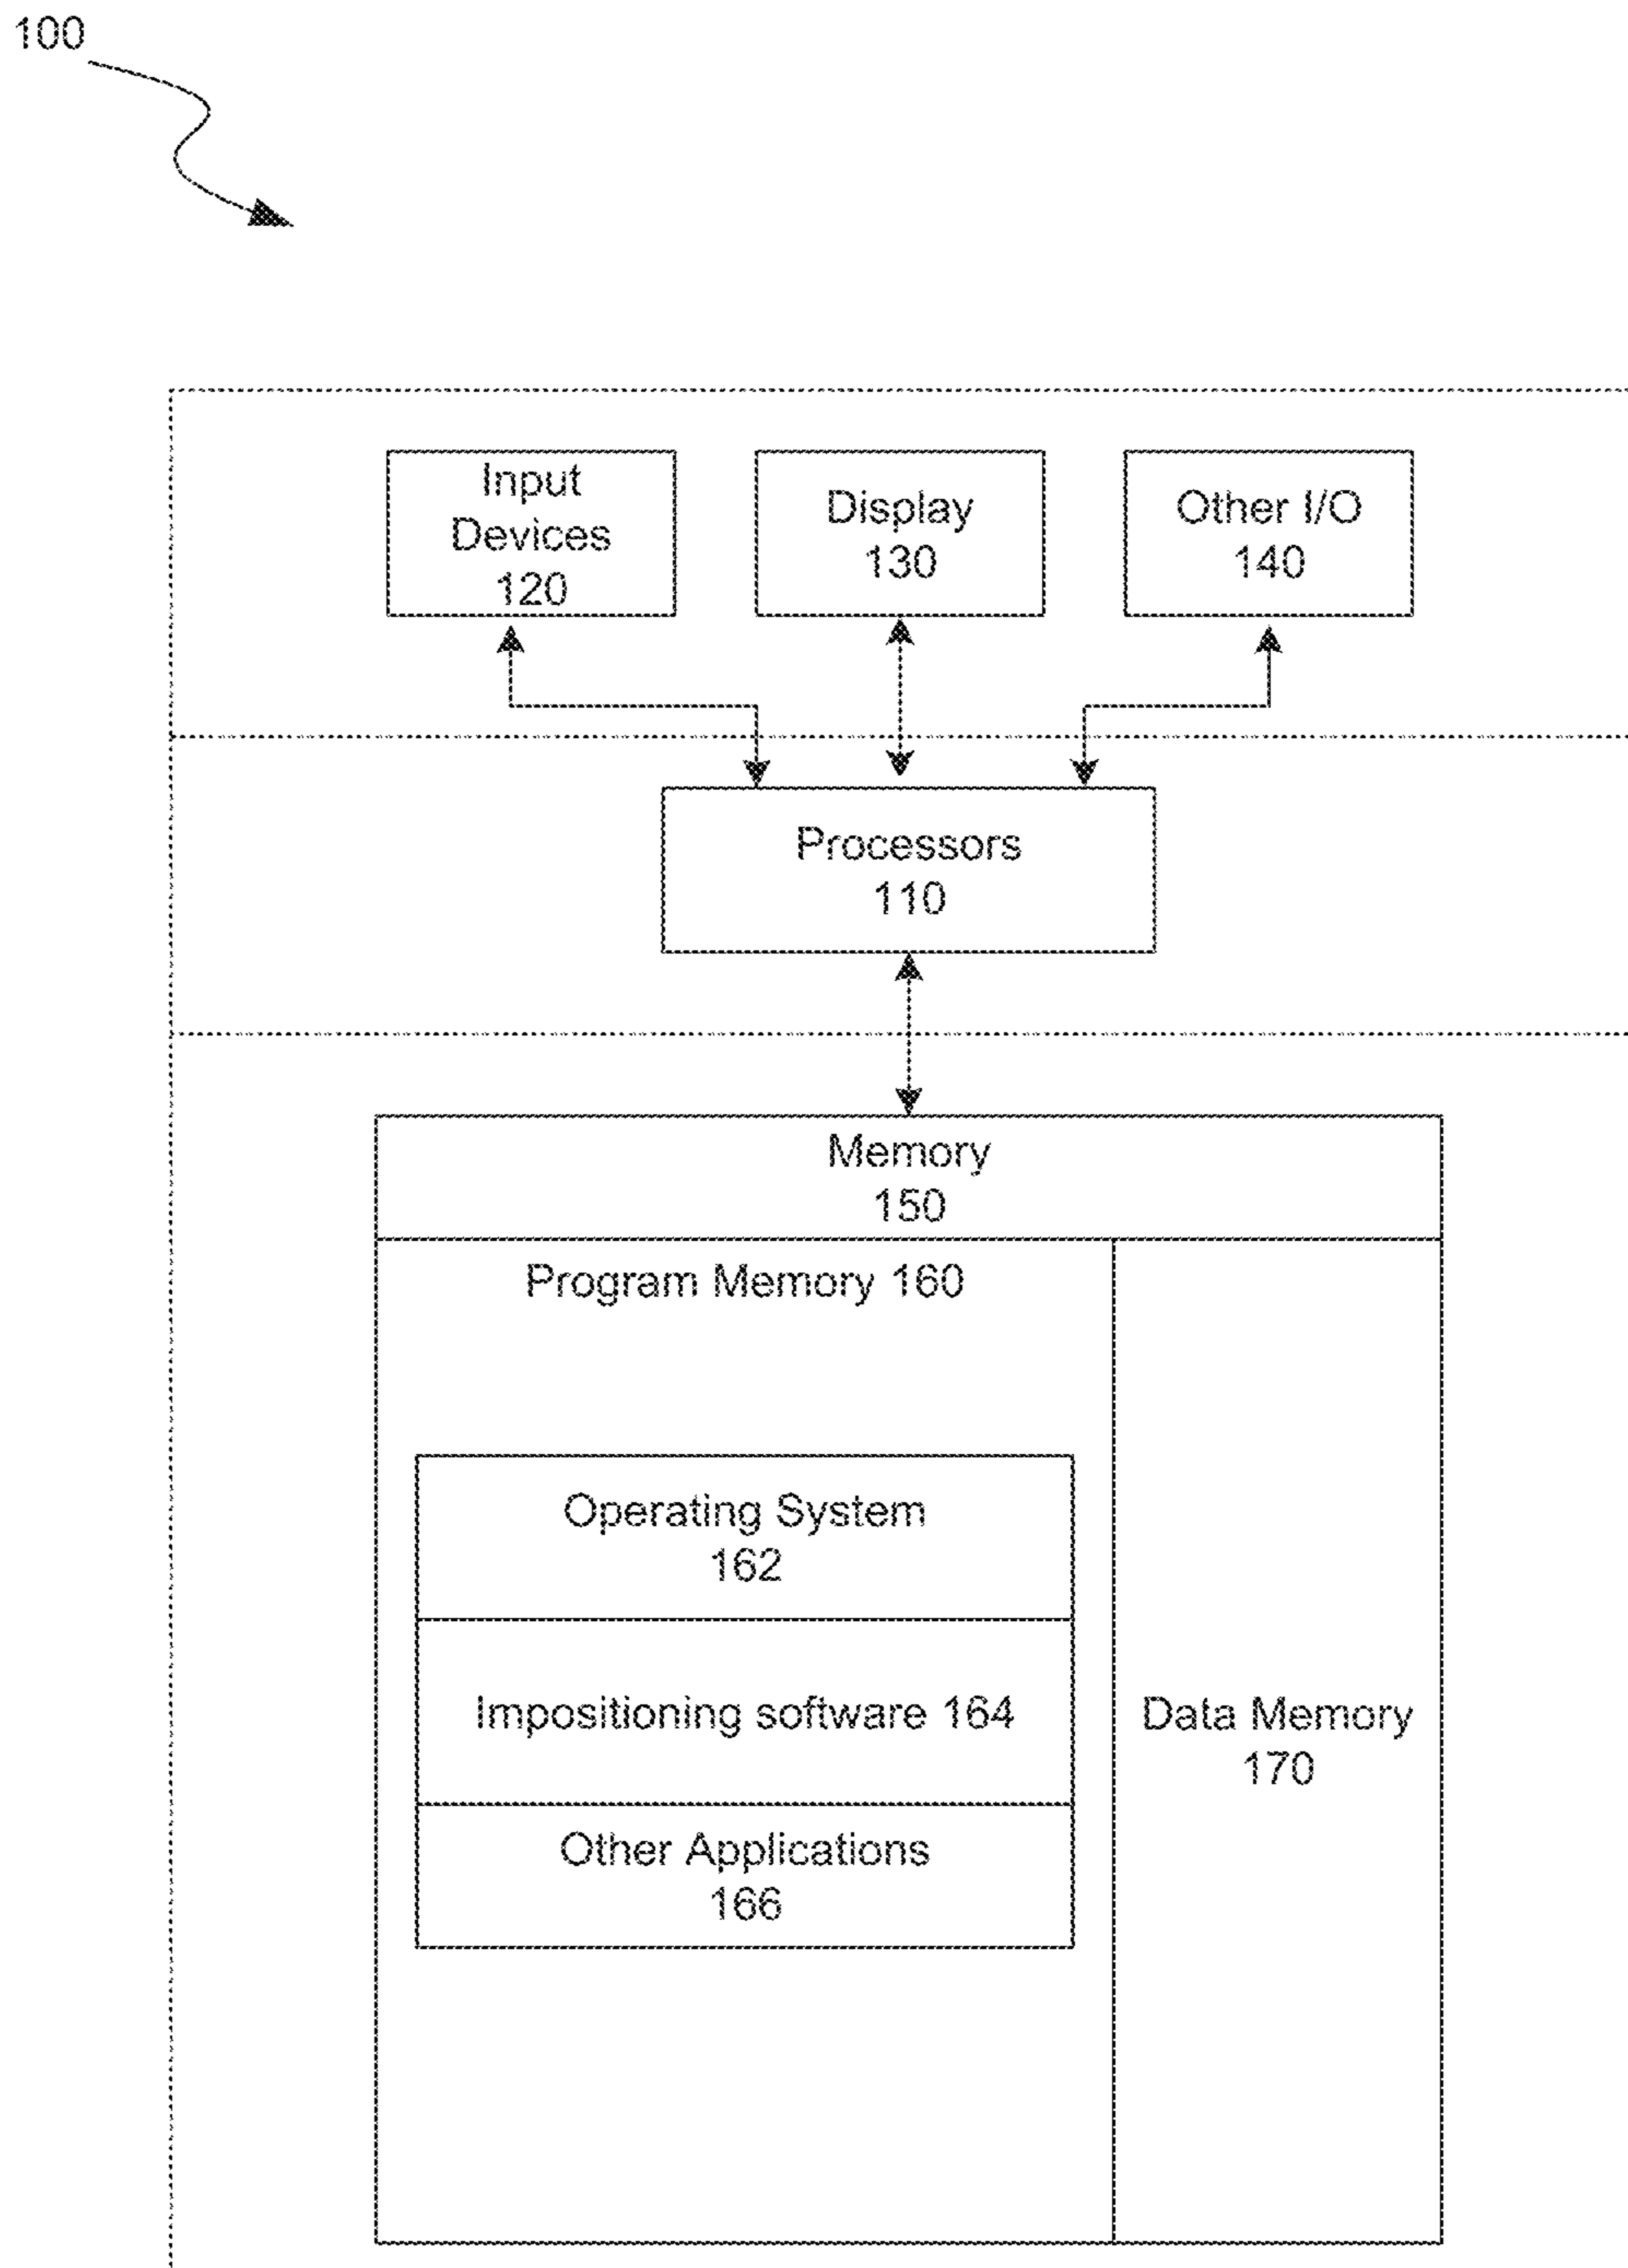 100
Input
Devices
120
Display
130
Other I/O
140
Processors
110
Memory
150
Program Memory 160
Operating System
162
Impositioning software 164
Other Applications
166
Data Memory
170